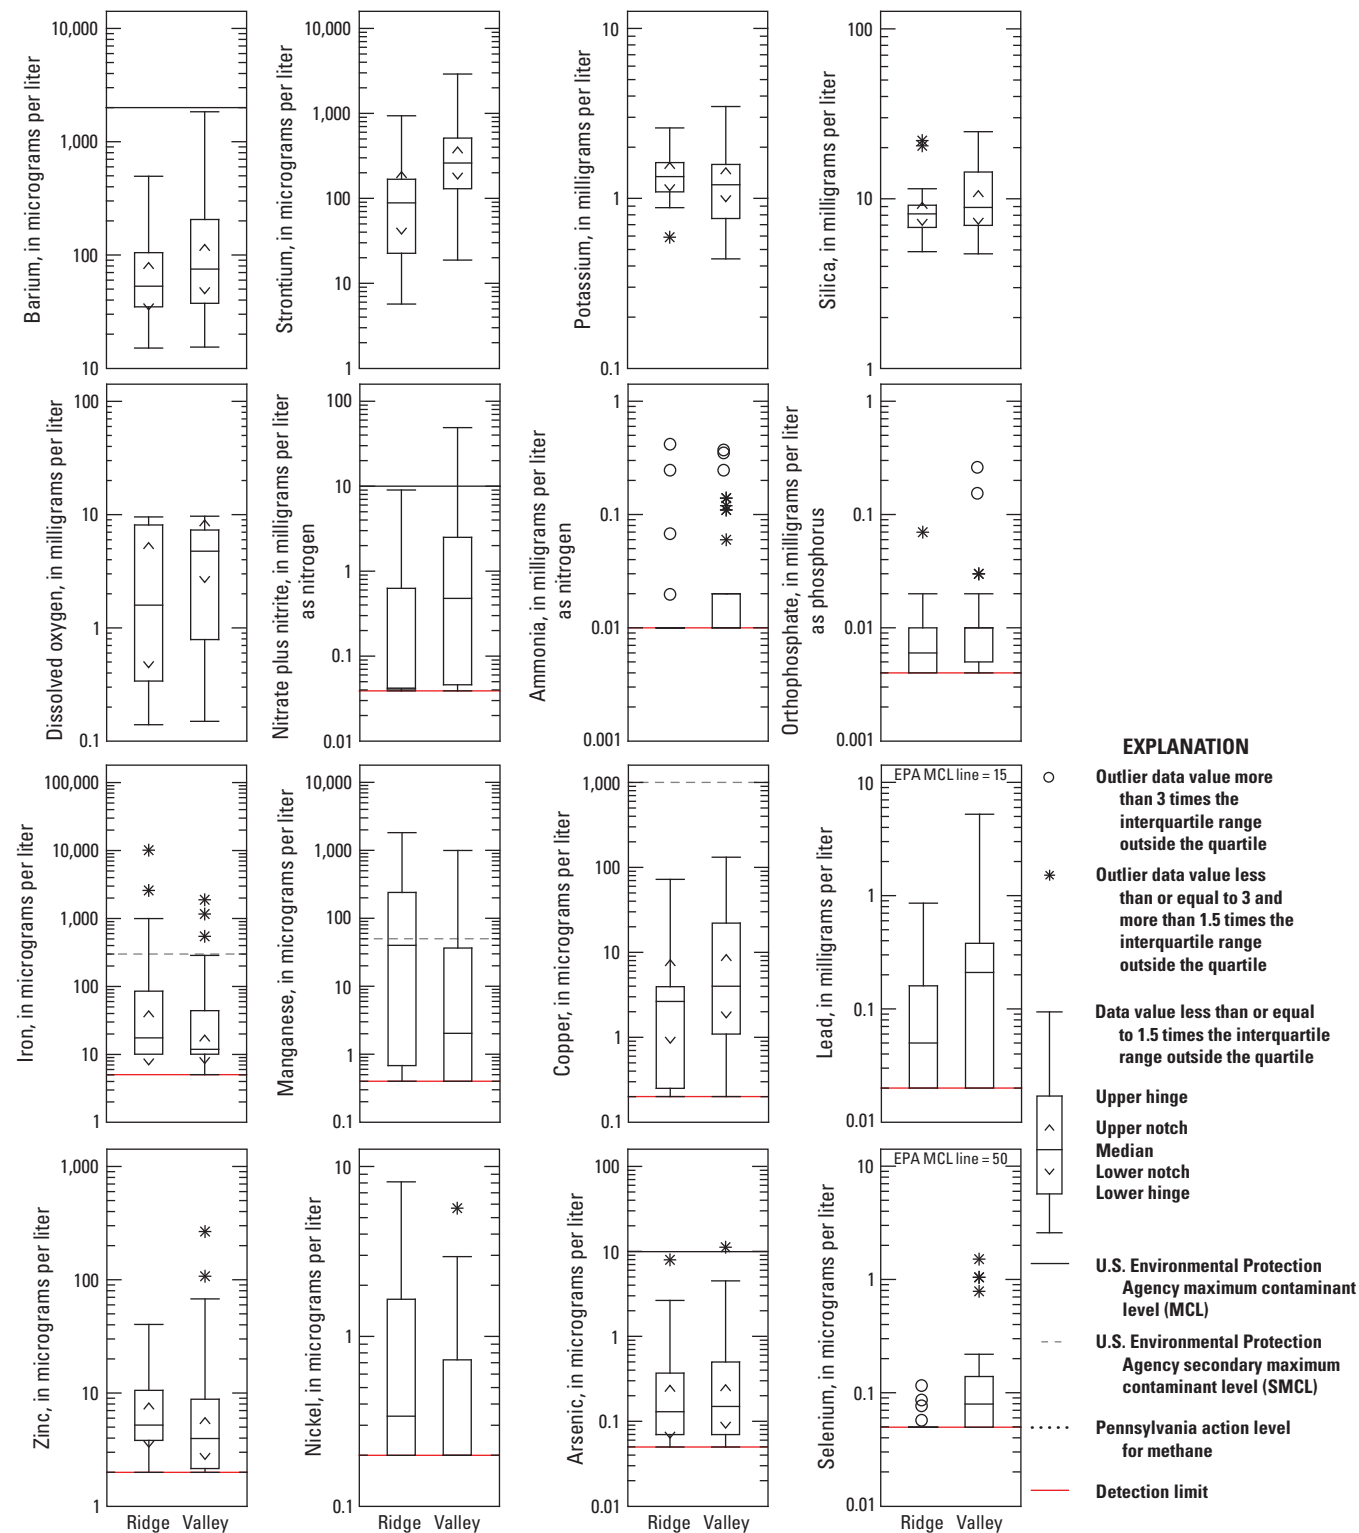 Barium, in micrograms per liter
10,000
1,000
100
10
Strontium, in micrograms per liter
10,000
1,000
100
10
1
Potassium, in milligrams per liter
10
1
0.1
Silica, in milligrams per liter
100
10
1
Dissolved oxygen, in milligrams per liter
100
10
1
0.1
Nitrate plus nitrite, in milligrams per liter
as nitrogen
100
10
1
0.1
0.01
Ammonia, in milligrams per liter
as nitrogen
1
0.1
0.01
0.001
Orthophosphate, in milligrams per liter
as phosphorus
1
0.1
0.01
0.001
Iron, in micrograms per liter
100,000
10,000
1,000
100
10
1
Manganese, in micrograms per liter
10,000
1,000
100
10
1
0.1
Copper, in micrograms per liter
1,000
100
10
1
0.1
Lead, in milligrams per liter
EPA MCL line = 15
10
1
0.1
0.01
Zinc, in micrograms per liter
1,000
100
10
1
Ridge Valley
Nickel, in micrograms per liter
10
1
0.1
Ridge Valley
Arsenic, in micrograms per liter
100
10
1
0.1
0.01
Ridge Valley
Selenium, in micrograms per liter
EPA MCL line = 50
10
1
0.1
0.01
Ridge Valley
EXPLANATION
Outlier data value more
than 3 times the
interquartile range
outside the quartile
Outlier data value less
than or equal to 3 and
more than 1.5 times the
interquartile range
outside the quartile
Data value less than or equal
to 1.5 times the interquartile
range outside the quartile
Upper hinge
Upper notch
Median
Lower notch
Lower hinge
U.S. Environmental Protection
Agency maximum contaminant
level (MCL)
U.S. Environmental Protection
Agency secondary maximum
contaminant level (SMCL)
Pennsylvania action level
for methane
Detection limit